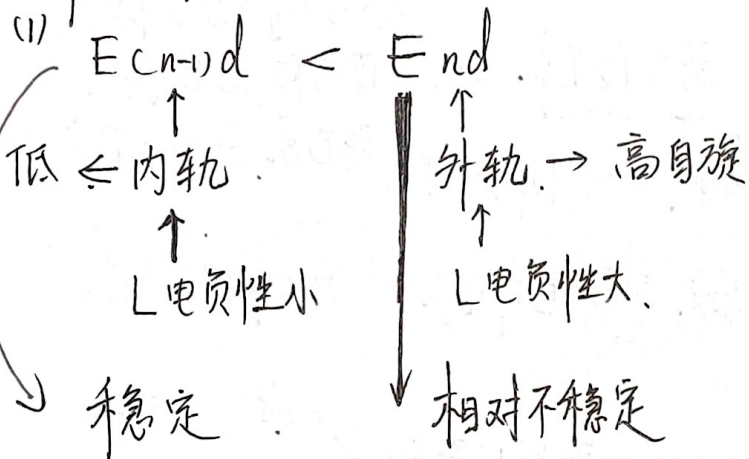 (1)
E(n-1)d < End.
↑ ↑
低 ← 内轨. 外轨. → 高自旋
↑ ↑
L电负性小 L电负性大、
稳定. 相对不稳定